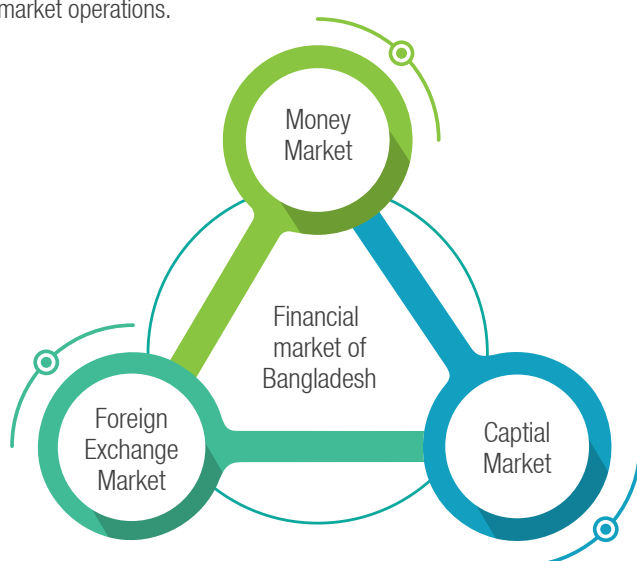 market operations.
Money
Market
Financial
market of
Bangladesh
Foreign
Exchange
Market
Captial
Market